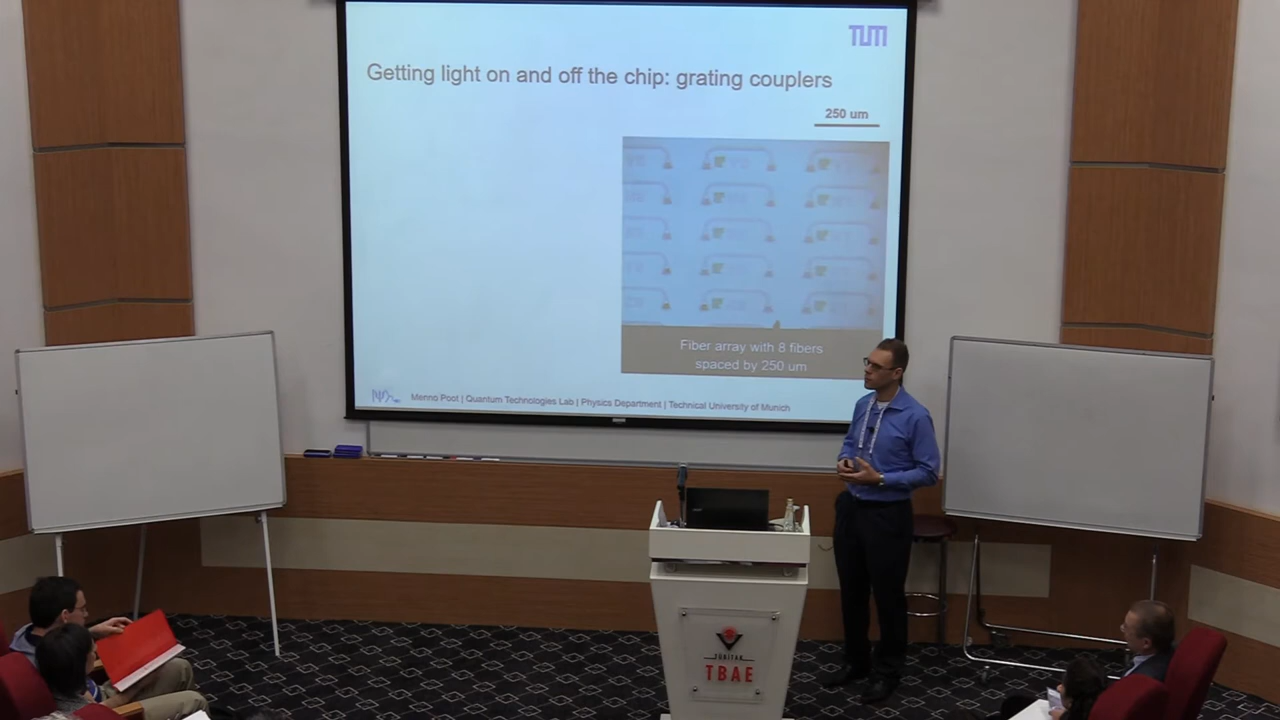 TUM
Getting light on and off the chip: grating couplers
250 um
Fiber array with 8 fibers
spaced by 250 um
Menno Poot | Quantum Technologies Lab | Physics Department | Technical University of Munich
TÜBİTAK
TBAE